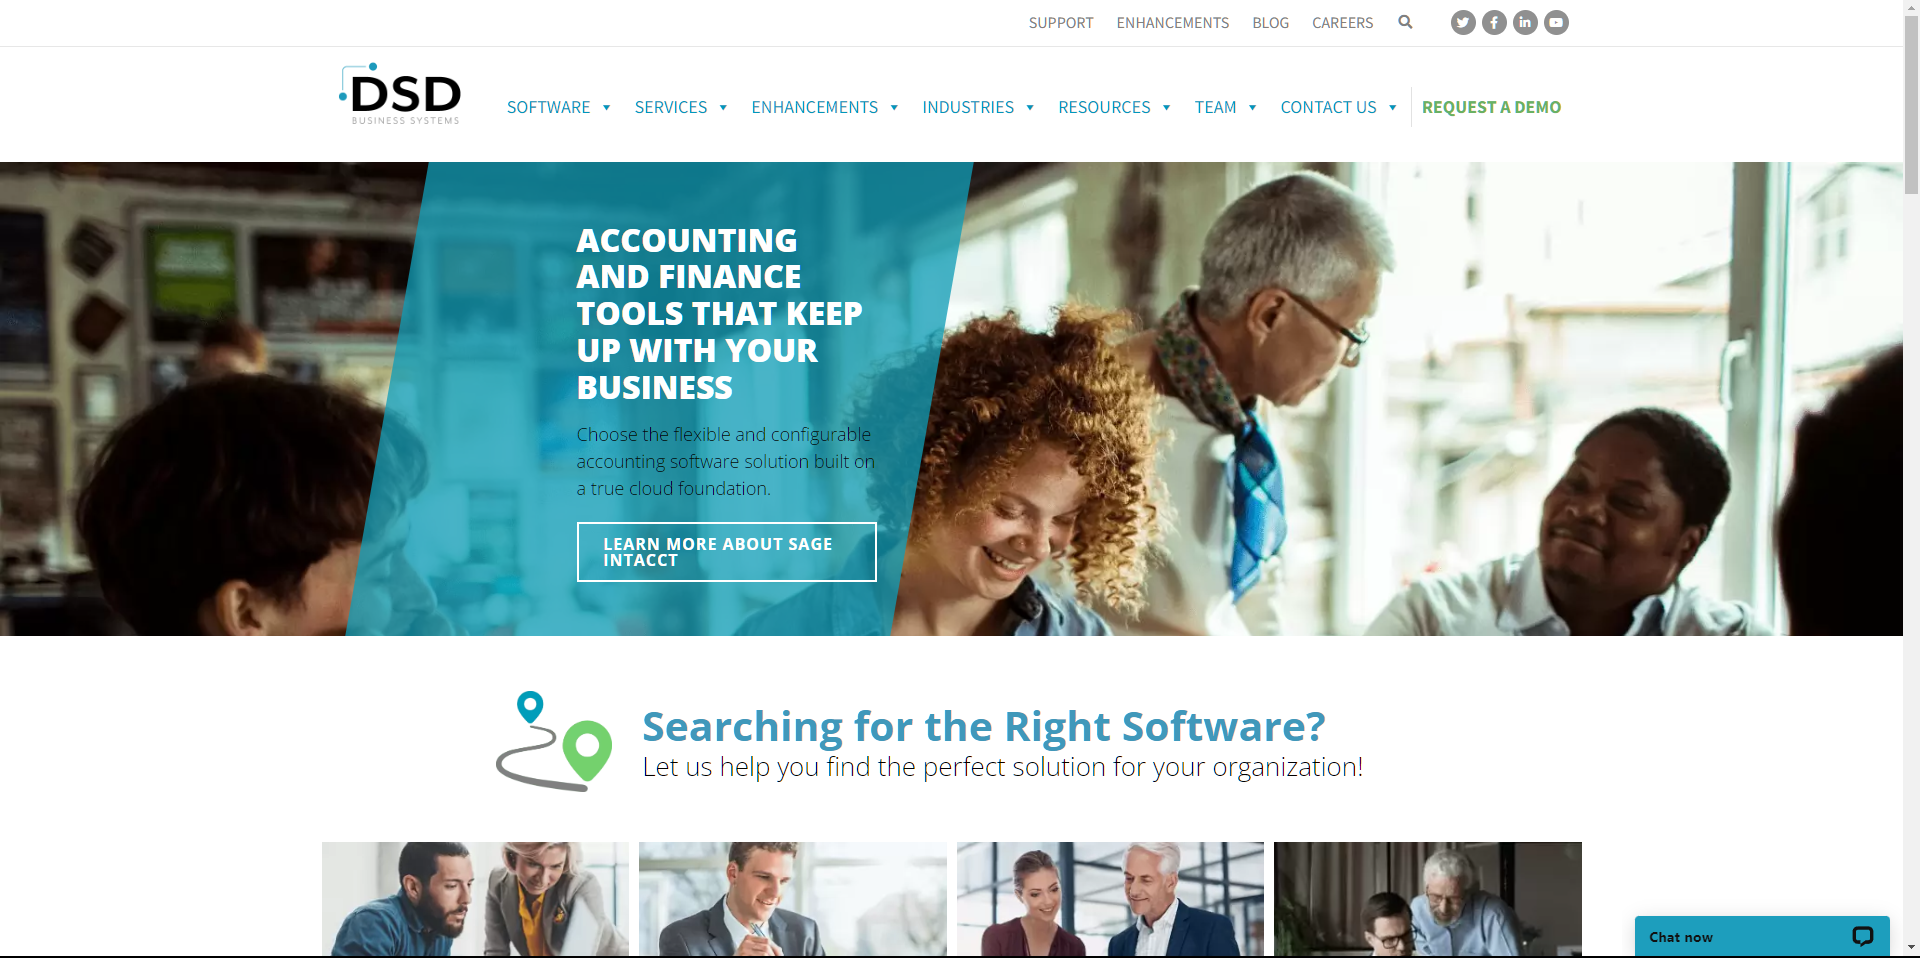 SUPPORT ENHANCEMENTS BLOG CAREERS
DSD
BUSINESS SYSTEMS
SOFTWARE SERVICES ENHANCEMENTS INDUSTRIES RESOURCES TEAM CONTACT US REQUEST A DEMO
ACCOUNTING
AND FINANCE
TOOLS THAT KEEP
UP WITH YOUR
BUSINESS
Choose the flexible and configurable
accounting software solution built on
a true cloud foundation.
LEARN MORE ABOUT SAGE
INTACCT
Searching for the Right Software?
Let us help you find the perfect solution for your organization!
Chat now